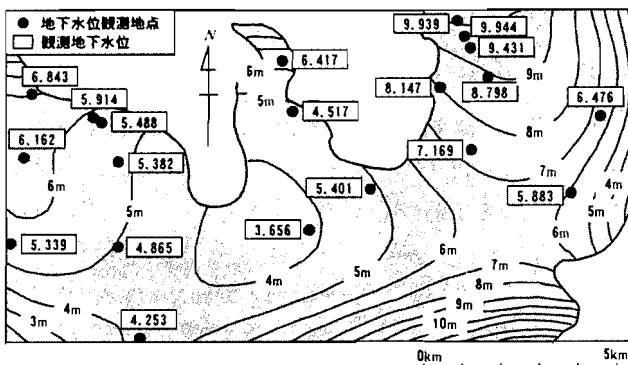 地下水位観測地点
観測地下水位
N
9.939
9.944
9.431
6.417
6m
9m
6.843
8.147
8.798
5m
6.476
5.914
5.488
4.517
8m
6.162
5.382
7.169
7m
6m
5.401
5.883
4m
5m
5m
3.656
6m
5.339
4.865
6m
4m
5m
7m
8m
4m
9m
3m
4.253
10m
0km
5km